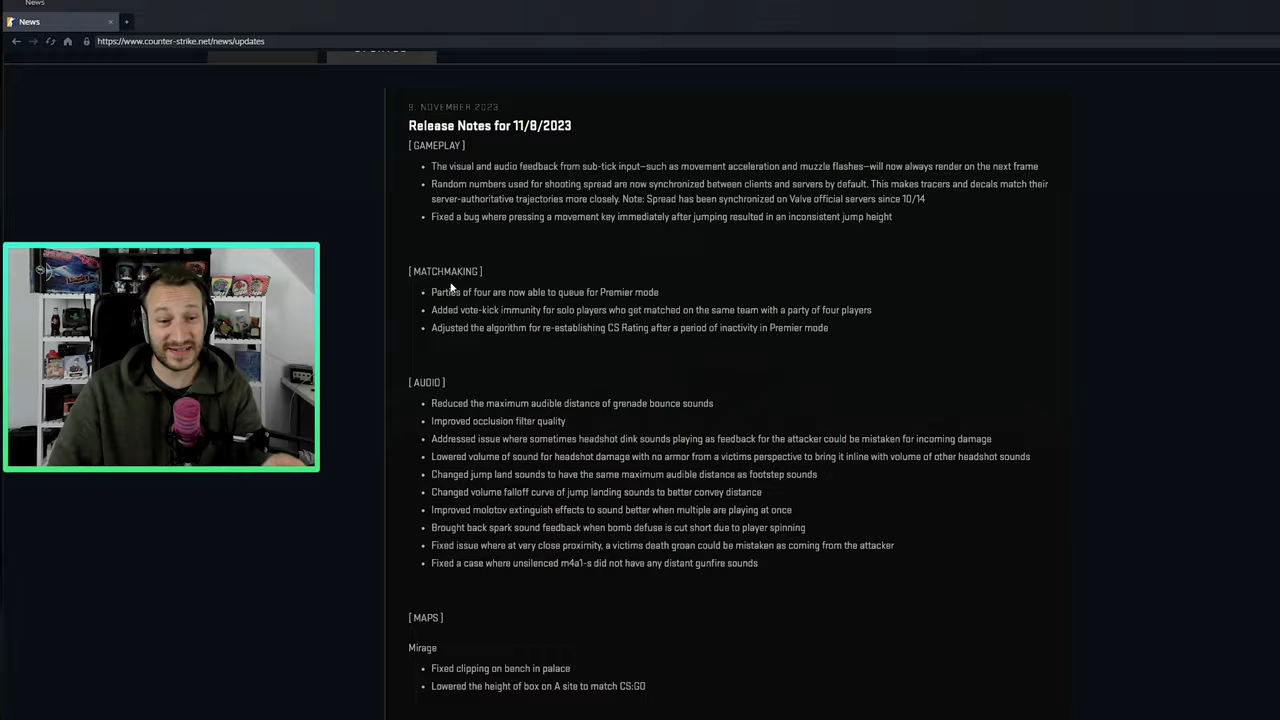 News
News
https://www.counter-strike.net/news/updates
9. NOVEMBER 2023
Release Notes for 11/8/2023
[ GAMEPLAY ]
The visual and audio feedback from sub-tick input—such as movement acceleration and muzzle flashes—will now always render on the next frame
Random numbers used for shooting spread are now synchronized between clients and servers by default. This makes tracers and decals match their
server-authoritative trajectories more closely. Note: Spread has been synchronized on Valve official servers since 10/14
Fixed a bug where pressing a movement key immediately after jumping resulted in an inconsistent jump height
[ MATCHMAKING ]
Parties of four are now able to queue for Premier mode
Added vote-kick immunity for solo players who get matched on the same team with a party of four players
Adjusted the algorithm for re-establishing CS Rating after a period of inactivity in Premier mode
[ AUDIO ]
Reduced the maximum audible distance of grenade bounce sounds
Improved occlusion filter quality
Addressed issue where sometimes headshot dink sounds playing as feedback for the attacker could be mistaken for incoming damage
Lowered volume of sound for headshot damage with no armor from a victims perspective to bring it inline with volume of other headshot sounds
Changed jump land sounds to have the same maximum audible distance as footstep sounds
Changed volume falloff curve of jump landing sounds to better convey distance
Improved molotov extinguish effects to sound better when multiple are playing at once
Brought back spark sound feedback when bomb defuse is cut short due to player spinning
Fixed issue where at very close proximity, a victims death groan could be mistaken as coming from the attacker
Fixed a case where unsilenced m4a1-s did not have any distant gunfire sounds
[ MAPS ]
Mirage
Fixed clipping on bench in palace
Lowered the height of box on A site to match CS:GO